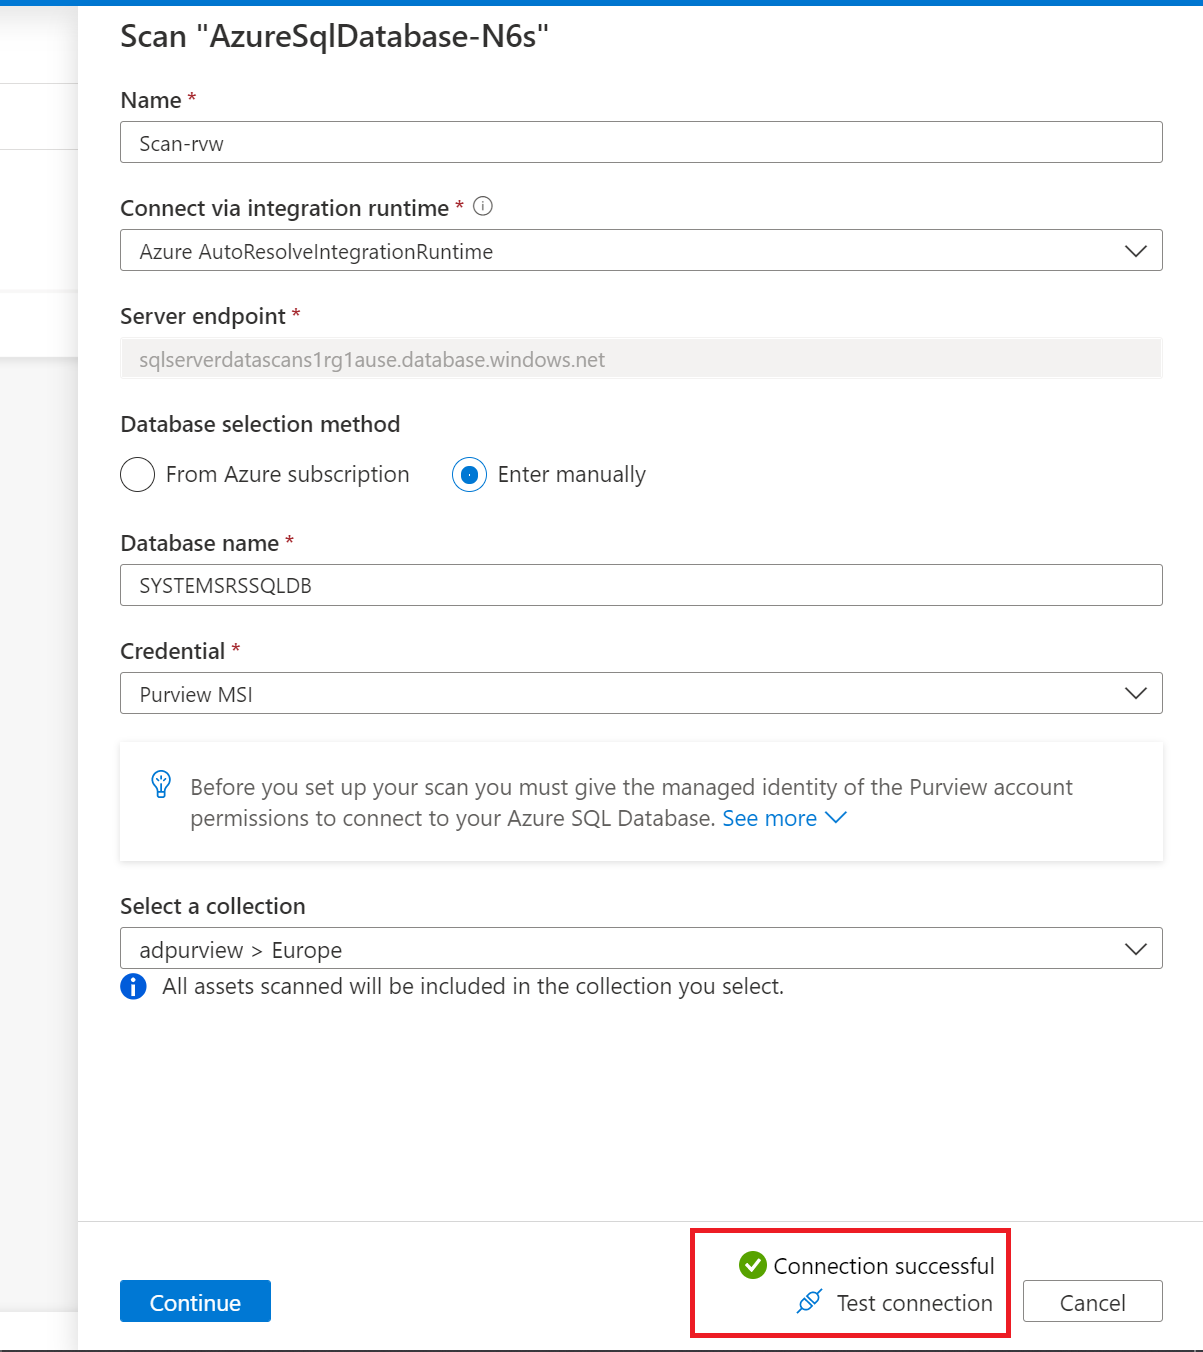 Scan "AzureSqlDatabase-N6s"
Name *
Scan-rvw
Connect via integration runtime *
Azure AutoResolveIntegrationRuntime
Server endpoint *
sqlserverdatascans1rg1ause.database.windows.net
Database selection method
From Azure subscription Enter manually
Database name *
SYSTEMSRSSQLDB
Credential *
Purview MSI
Before you set up your scan you must give the managed identity of the Purview account
permissions to connect to your Azure SQL Database. See more
Select a collection
adpurview > Europe
All assets scanned will be included in the collection you select.
Connection successful
Continue Test connection Cancel